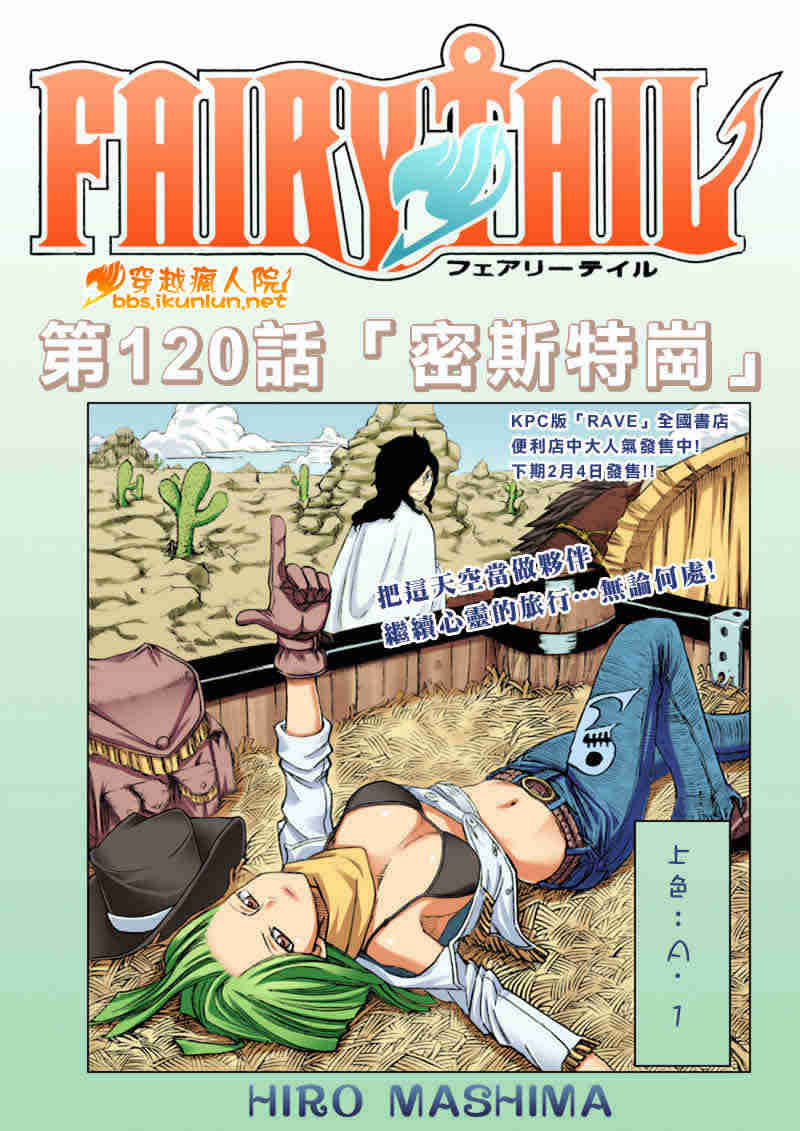 FAIRY TAIL
フェアリーテイル
穿越瘋人院
bbs.ikunlun.net
第120話「密斯特崗」
KPC版「RAVE」全國書店
便利店中大人氣發售中!
下期2月4日發售!!
把這天空當做夥伴
繼續心靈的旅行…無論何處!
上色：A·1
HIRO MASHIMA